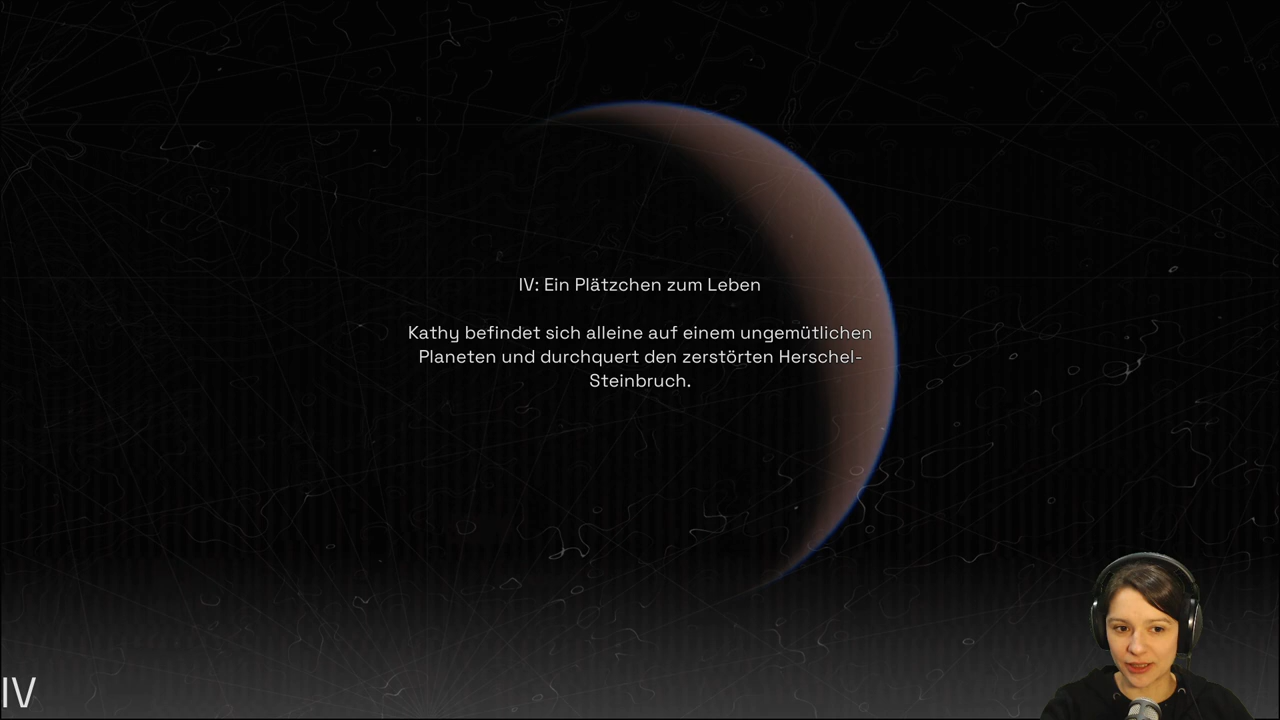 IV: Ein Plätzchen zum Leben
Kathy befindet sich alleine auf einem ungemütlichen
Planeten und durchquert den zerstörten Herschel-
Steinbruch.
IV